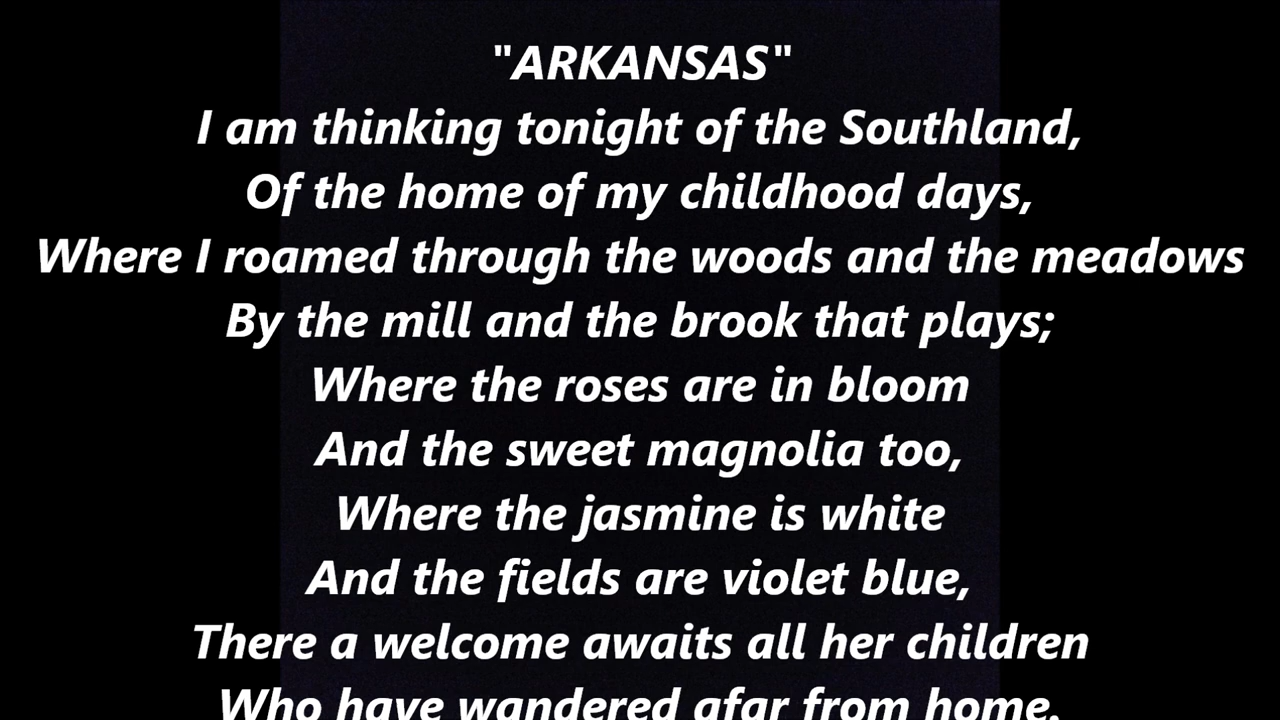 "ARKANSAS"
I am thinking tonight of the Southland,
Of the home of my childhood days,
Where I roamed through the woods and the meadows
By the mill and the brook that plays;
Where the roses are in bloom
And the sweet magnolia too,
Where the jasmine is white
And the fields are violet blue,
There a welcome awaits all her children
Who have wandered afar from home.